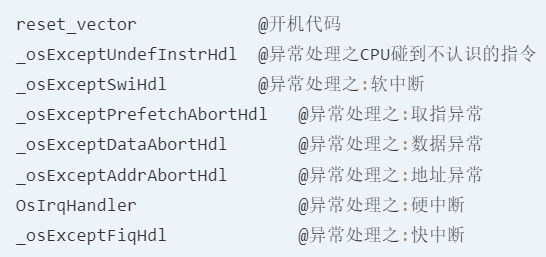 reset_vector @开机代码
_osExceptUndefInstrHdl @异常处理之CPU碰到不认识的指令
_osExceptSwiHdl @异常处理之:软中断
_osExceptPrefetchAbortHdl @异常处理之:取指异常
_osExceptDataAbortHdl @异常处理之:数据异常
_osExceptAddrAbortHdl @异常处理之:地址异常
OsIrqHandler @异常处理之:硬中断
_osExceptFiqHdl @异常处理之:快中断